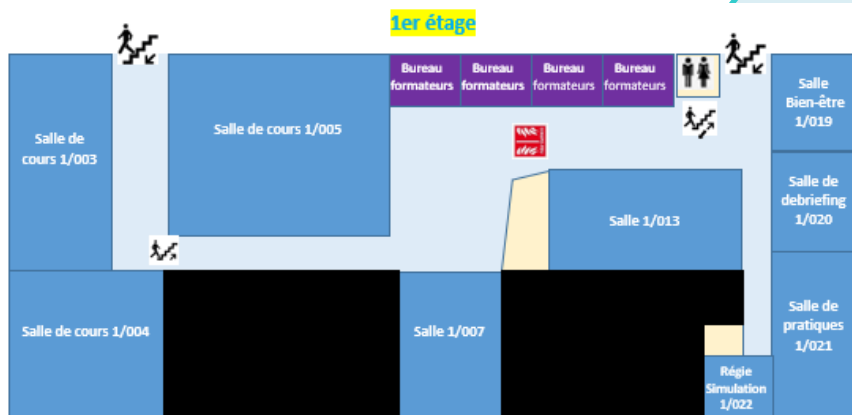 1er étage
Bureau
formateurs
Bureau
formateurs
Bureau
formateurs
Bureau
formateurs
Salle
Bien-être
1/019
Salle de
cours 1/003
Salle de cours 1/005
Salle de
debriefing
1/020
Salle 1/013
Salle de cours 1/004
Salle 1/007
Salle de
pratiques
1/021
Régie
Simulation
1/022